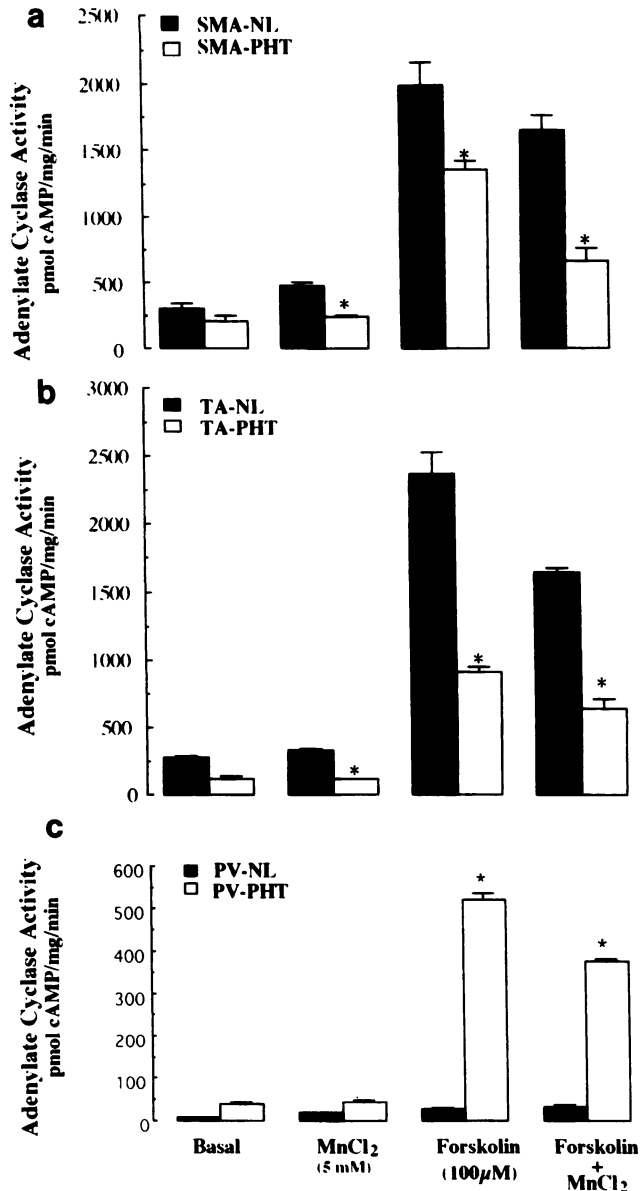 a
2500
2000
1500
1000
500
0
Adenylate Cyclase Activity
pmol cAMP/mg/min
SMA-NL
SMA-PHT
*
*
*
b
3000
2500
2000
1500
1000
500
0
Adenylate Cyclase Activity
pmol cAMP/mg/min
TA-NL
TA-PHT
*
*
*
c
600
500
400
300
200
100
0
Adenylate Cyclase Activity
pmol cAMP/mg/min
PV-NL
PV-PHT
*
*
Basal
MnCl2
(5 mM)
Forskolin
(100µM)
Forskolin
+
MnCl2